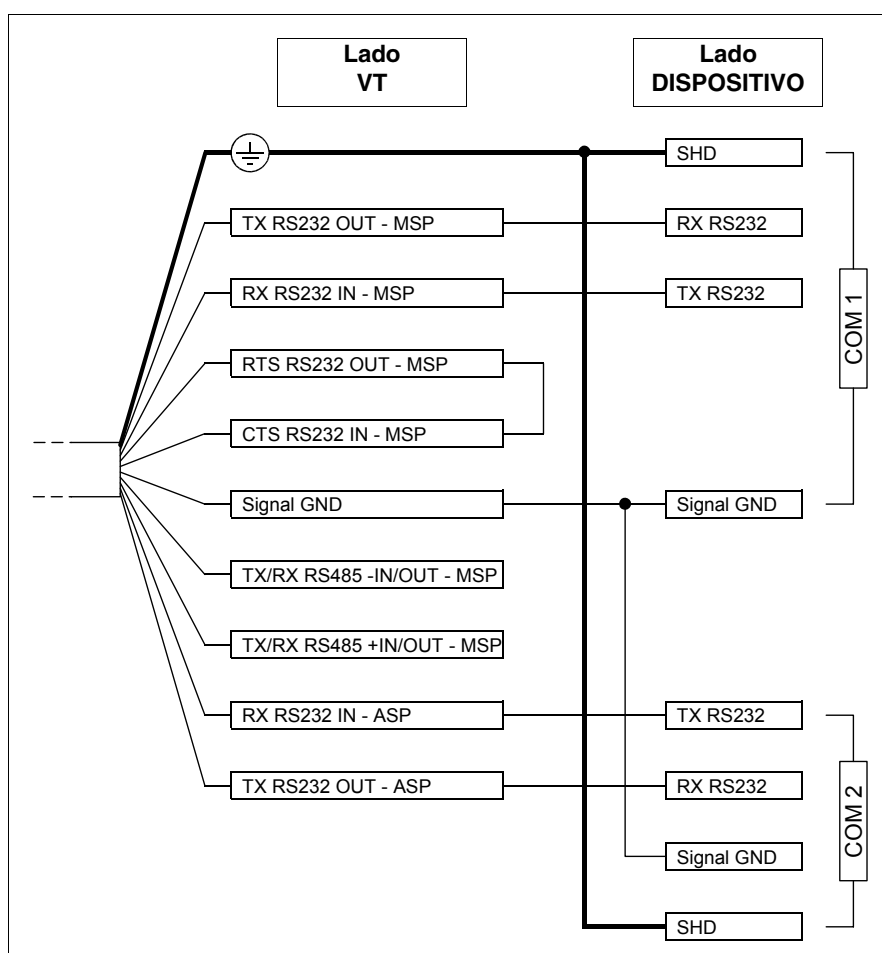 Lado
VT
Lado
DISPOSITIVO
SHD
TX RS232 OUT - MSP
RX RS232
RX RS232 IN - MSP
TX RS232
COM 1
RTS RS232 OUT - MSP
CTS RS232 IN - MSP
Signal GND
Signal GND
TX/RX RS485 -IN/OUT - MSP
TX/RX RS485 +IN/OUT - MSP
RX RS232 IN - ASP
TX RS232
TX RS232 OUT - ASP
RX RS232
COM 2
Signal GND
SHD